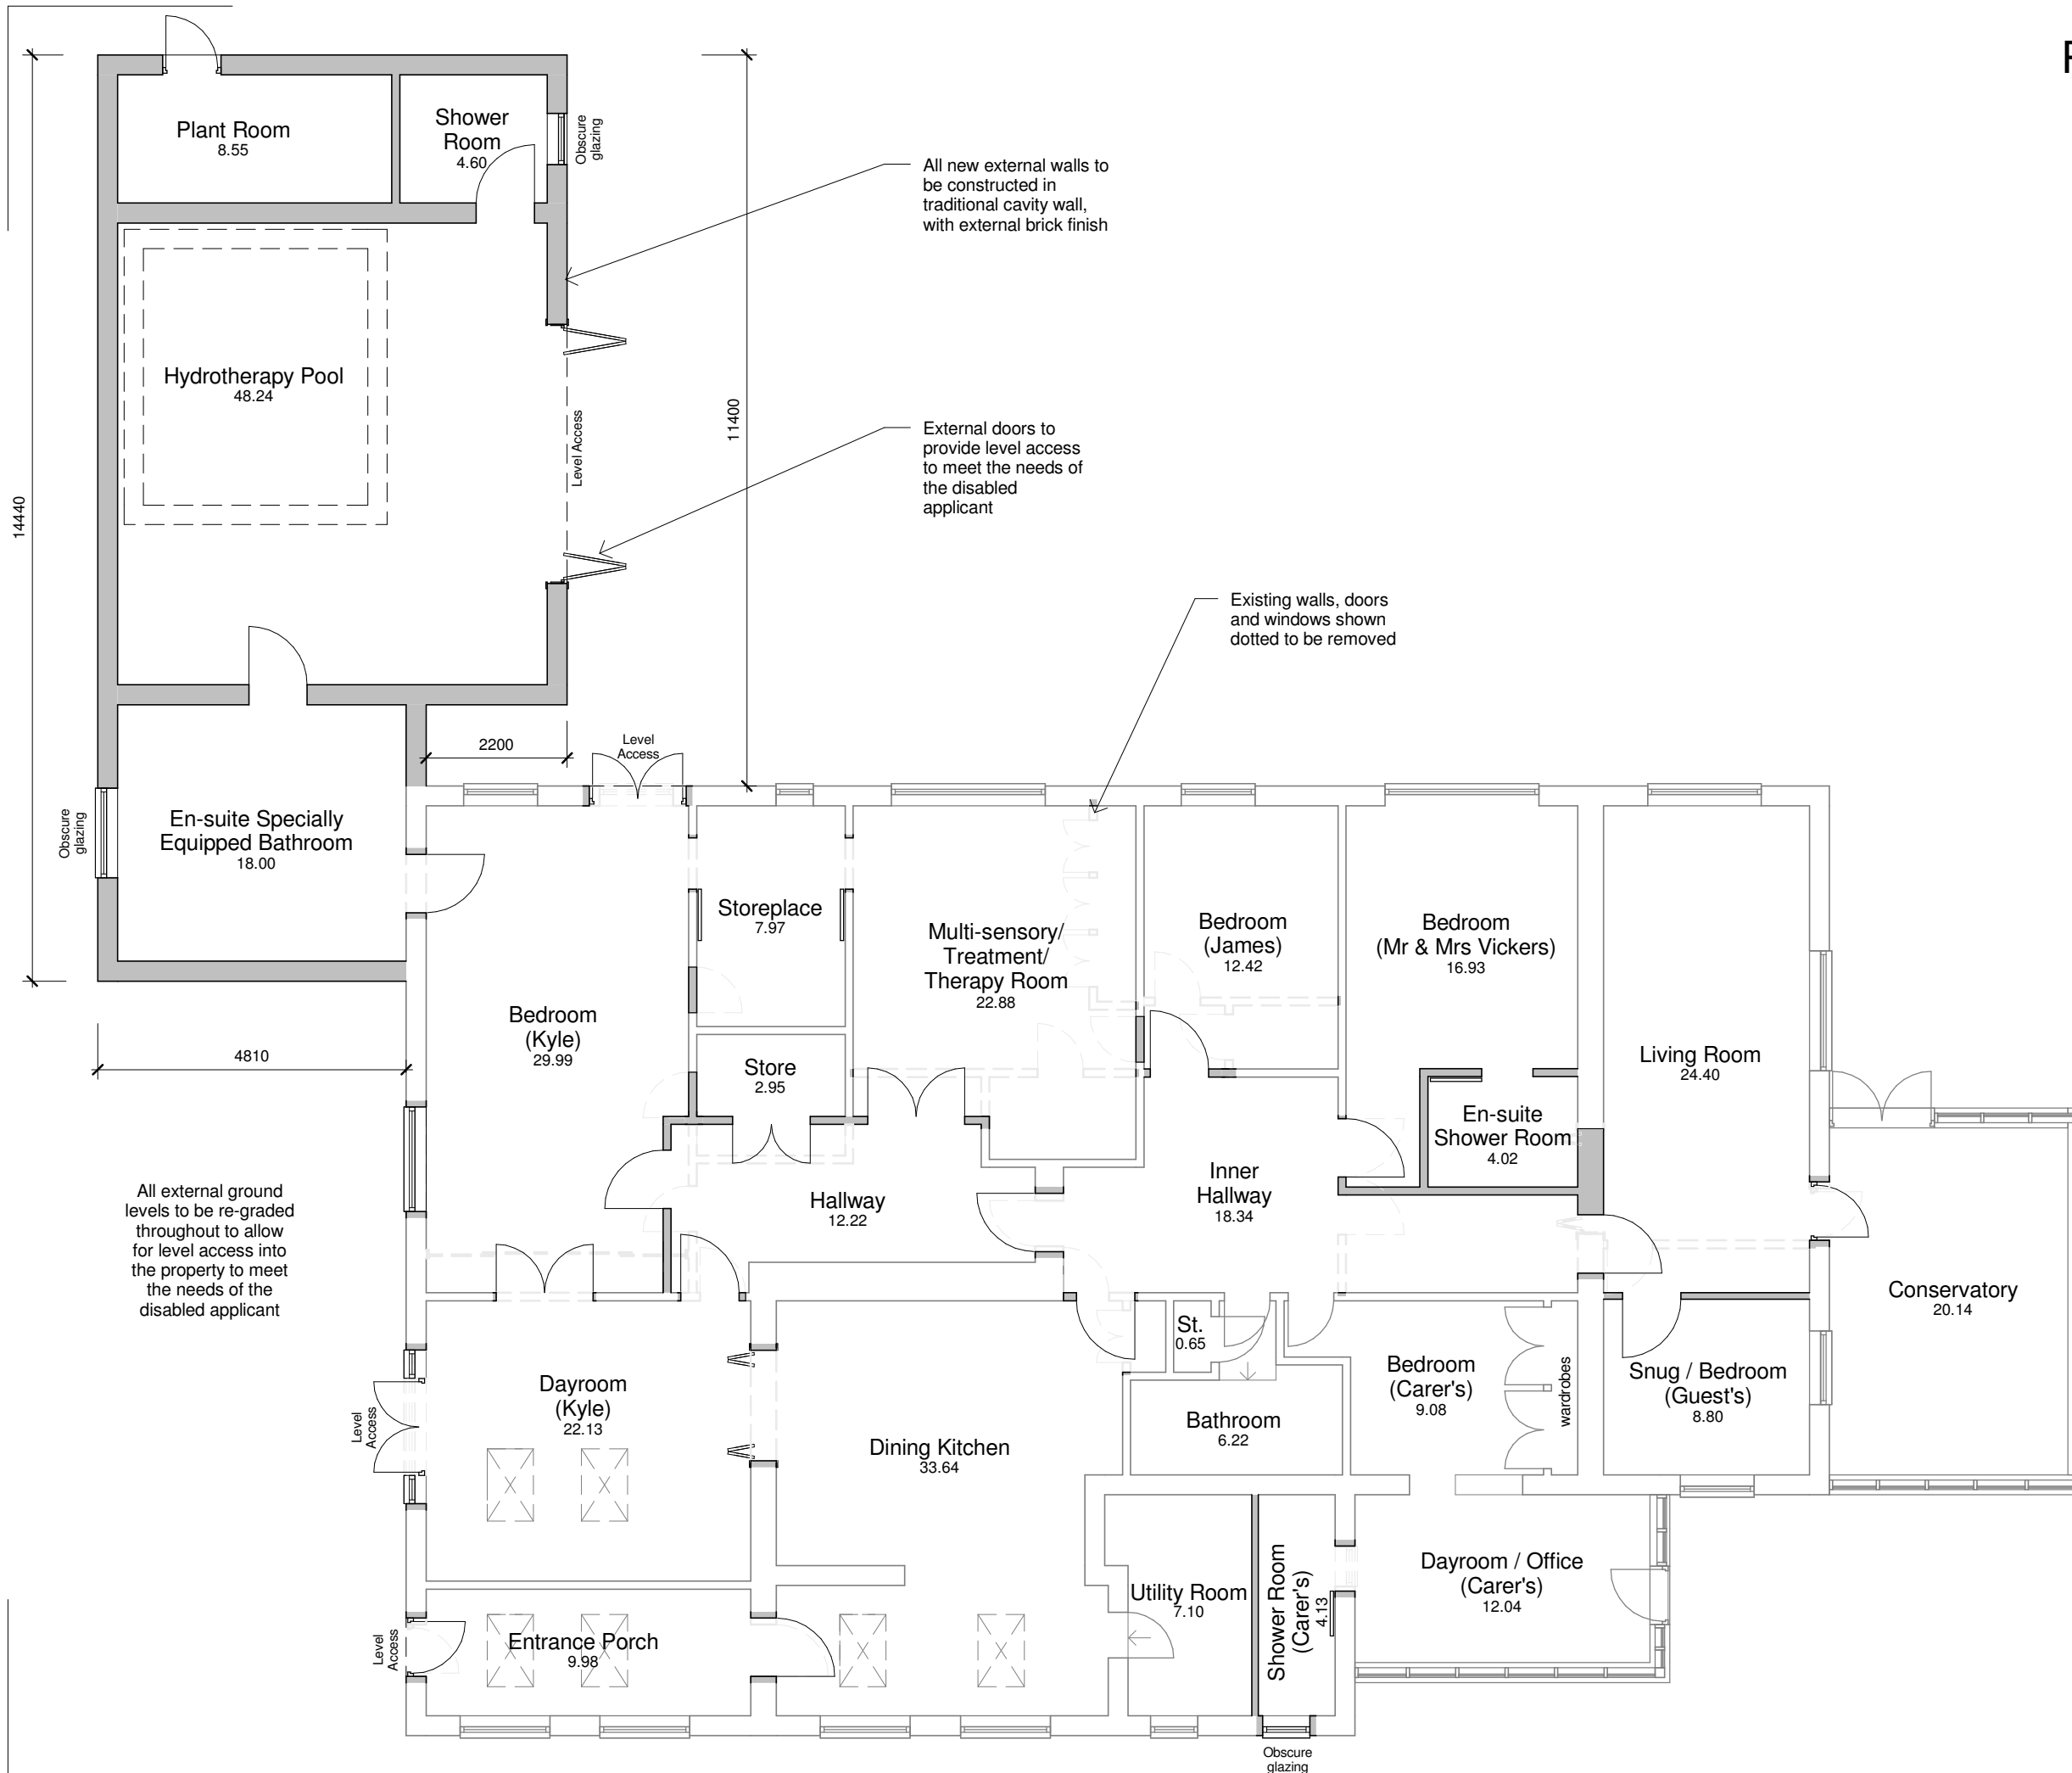 Plant Room
8.55
Shower
Room
4.60
Obscure
glazing
All new external walls to
be constructed in
traditional cavity wall,
with external brick finish
Hydrotherapy Pool
48.24
Level Access
11400
External doors to
provide level access
to meet the needs of
the disabled
applicant
14440
Existing walls, doors
and windows shown
dotted to be removed
2200
Level
Access
En-suite Specially
Equipped Bathroom
18.00
Obscure
glazing
Storeplace
7.97
Multi-sensory/
Treatment/
Therapy Room
22.88
Bedroom
(James)
12.42
Bedroom
(Mr & Mrs Vickers)
16.93
Bedroom
(Kyle)
29.99
4810
Store
2.95
Living Room
24.40
En-suite
Shower Room
4.02
All external ground
levels to be re-graded
throughout to allow
for level access into
the property to meet
the needs of the
disabled applicant
Hallway
12.22
Inner
Hallway
18.34
Conservatory
20.14
St.
0.65
Dayroom
(Kyle)
22.13
Level
Access
Dining Kitchen
33.64
Bathroom
6.22
Bedroom
(Carer's)
9.08
wardrobes
Snug / Bedroom
(Guest's)
8.80
Utility Room
7.10
Shower Room
(Carer's)
4.13
Dayroom / Office
(Carer's)
12.04
Entrance Porch
9.98
Level
Access
Obscure
glazing